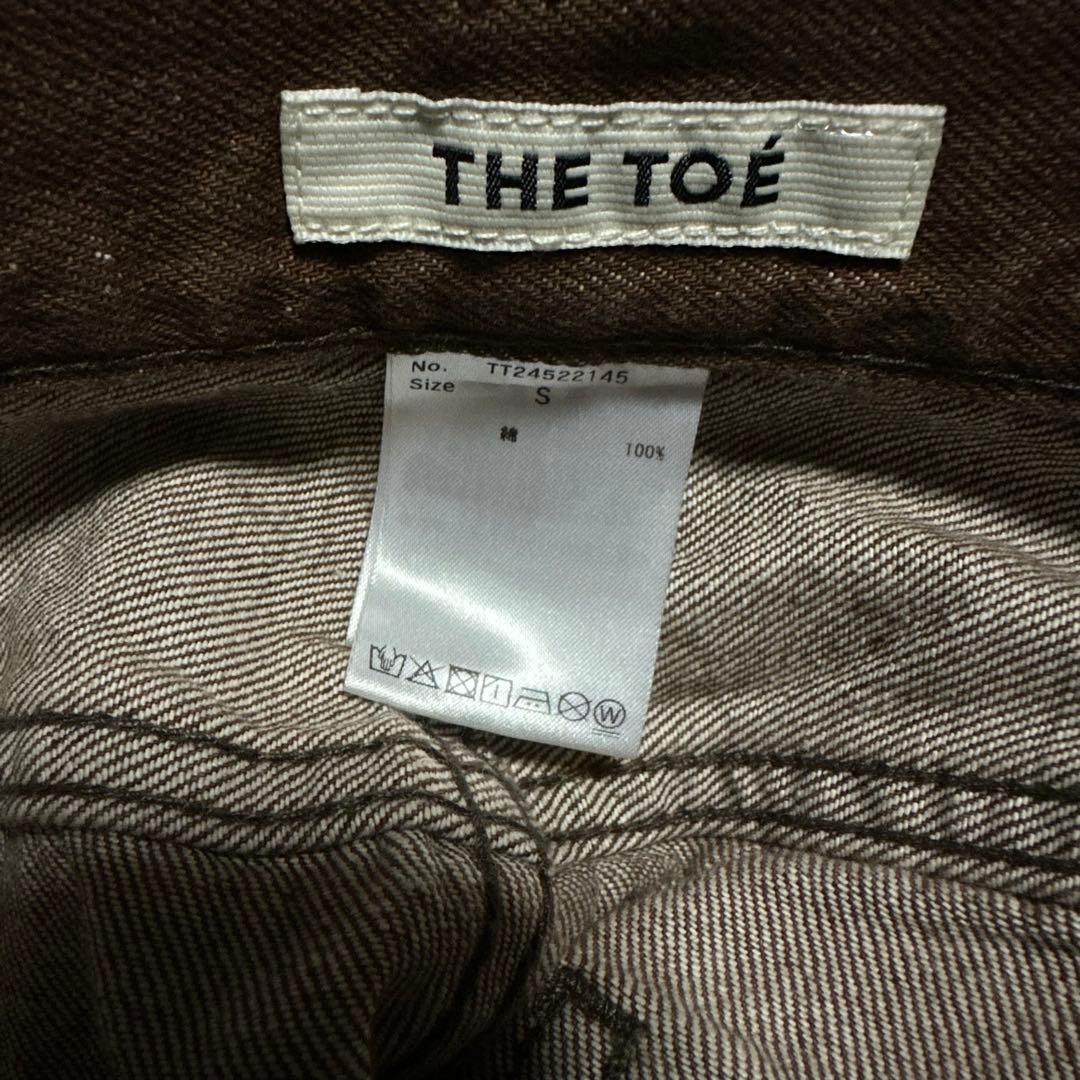 THE TOÉ
No. TT24522145
Size S
綿 100%
W